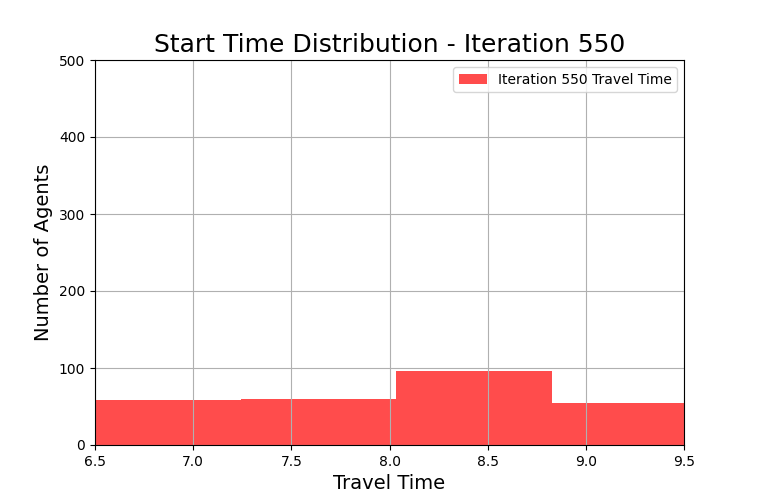 Start Time Distribution - Iteration 550
500
400
300
200
100
0
Number of Agents
Iteration 550 Travel Time
6.5 7.0 7.5 8.0 8.5 9.0 9.5
Travel Time